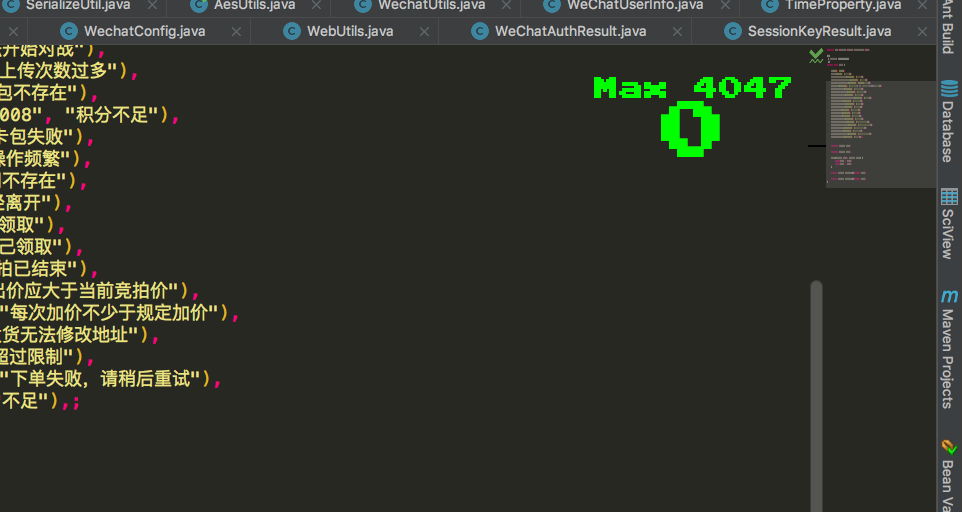 SerializeUtil.java AesUtils.java WechatUtils.java WeChatUserInfo.java TimeProperty.java
WechatConfig.java WebUtils.java WeChatAuthResult.java SessionKeyResult.java
开始对战"),
上传次数过多"),
包不存在"),
008", "积分不足"),
卡包失败"),
操作频繁"),
不存在"),
离开"),
领取"),
己领取"),
拍已结束"),
出价应大于当前竞拍价"),
"每次加价不少于规定加价"),
货无法修改地址"),
超过限制"),
"下单失败，请稍后重试"),
不足"),;
Max 4047
0
Ant Build
Database
SciView
m
Maven Projects
Bean Va